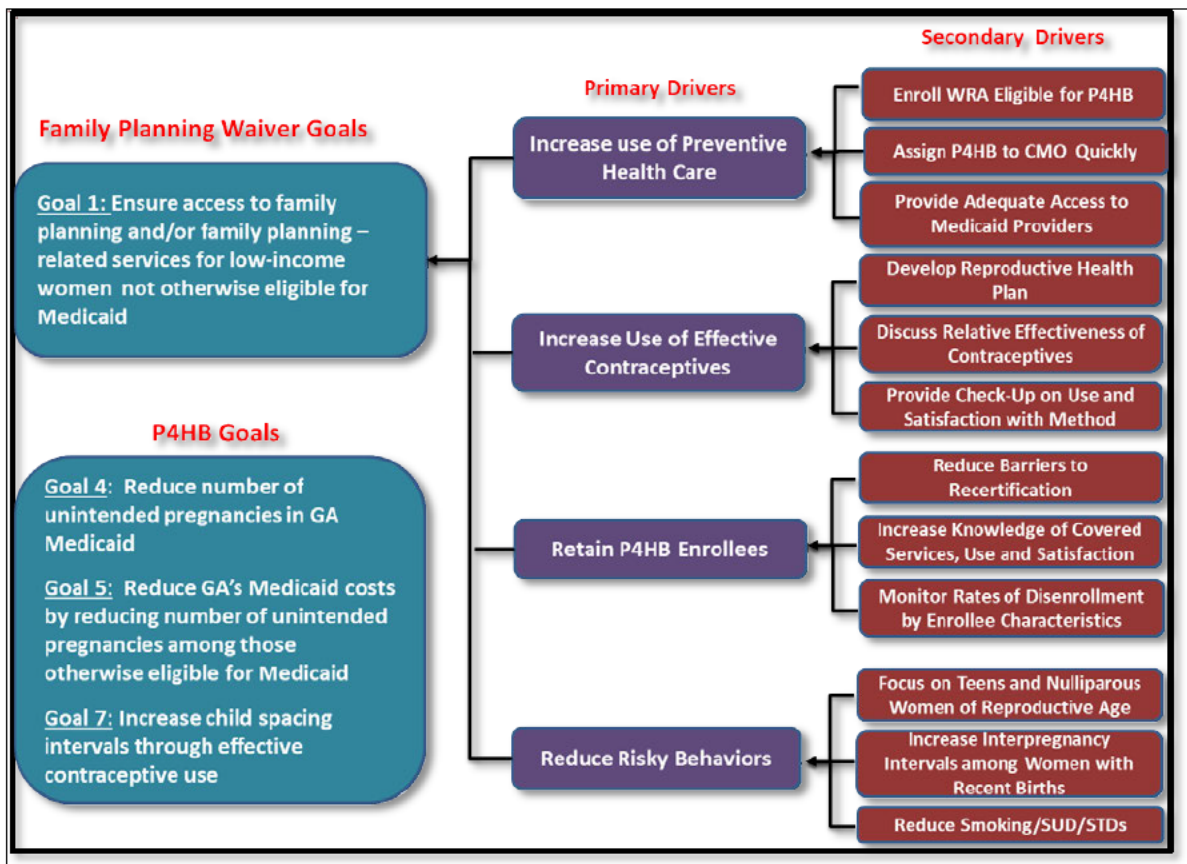 Family Planning Waiver Goals
Goal 1: Ensure access to family
planning and/or family planning –
related services for low-income
women not otherwise eligible for
Medicaid
P4HB Goals
Goal 4: Reduce number of
unintended pregnancies in GA
Medicaid
Goal 5: Reduce GA's Medicaid costs
by reducing number of unintended
pregnancies among those
otherwise eligible for Medicaid
Goal 7: Increase child spacing
intervals through effective
contraceptive use
Primary Drivers
Increase use of Preventive
Health Care
Increase Use of Effective
Contraceptives
Retain P4HB Enrollees
Reduce Risky Behaviors
Secondary Drivers
Enroll WRA Eligible for P4HB
Assign P4HB to CMO Quickly
Provide Adequate Access to
Medicaid Providers
Develop Reproductive Health
Plan
Discuss Relative Effectiveness of
Contraceptives
Provide Check-Up on Use and
Satisfaction with Method
Reduce Barriers to
Recertification
Increase Knowledge of Covered
Services, Use and Satisfaction
Monitor Rates of Disenrollment
by Enrollee Characteristics
Focus on Teens and Nulliparous
Women of Reproductive Age
Increase Interpregnancy
Intervals among Women with
Recent Births
Reduce Smoking/SUD/STDs